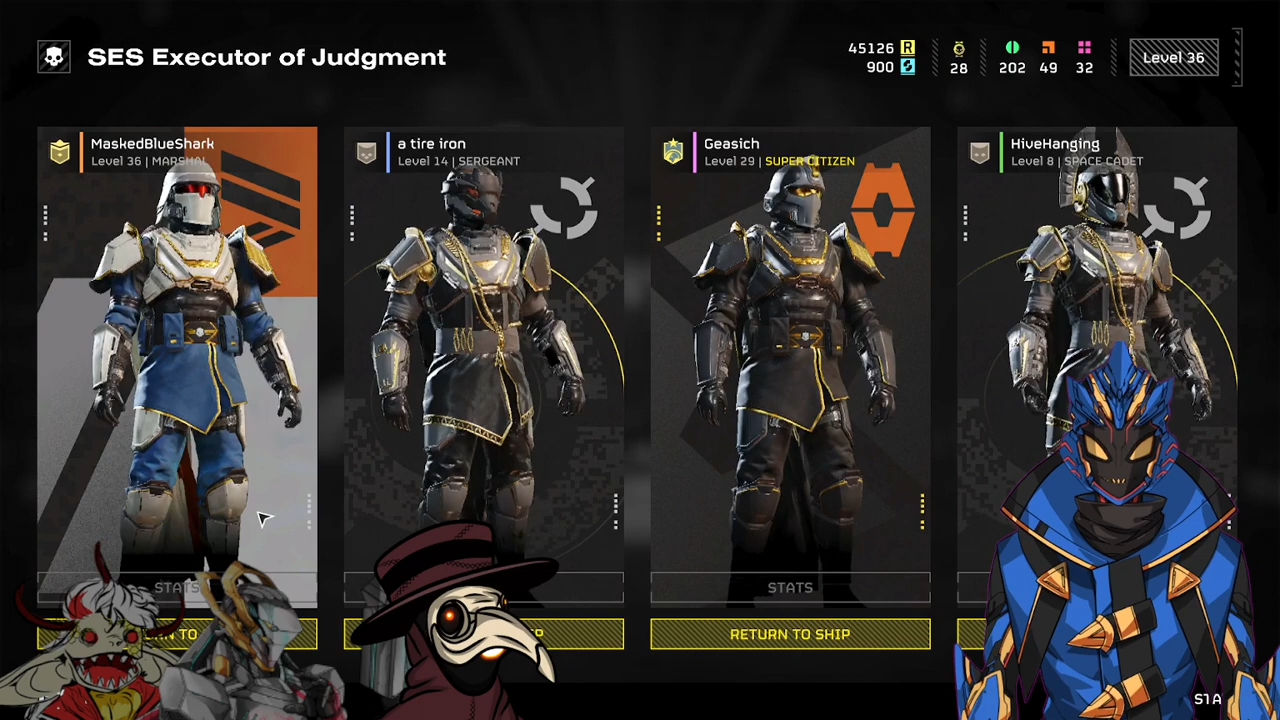 SES Executor of Judgment
45126 R
900
28
202
49
32
Level 36
MaskedBlueShark
Level 36 | MARSHAL
a tire iron
Level 14 | SERGEANT
Geasich
Level 29 | SUPER CITIZEN
HiveHanging
Level 8 | SPACE CADET
STATS
STATS
TO
P
RETURN TO SHIP
S1A